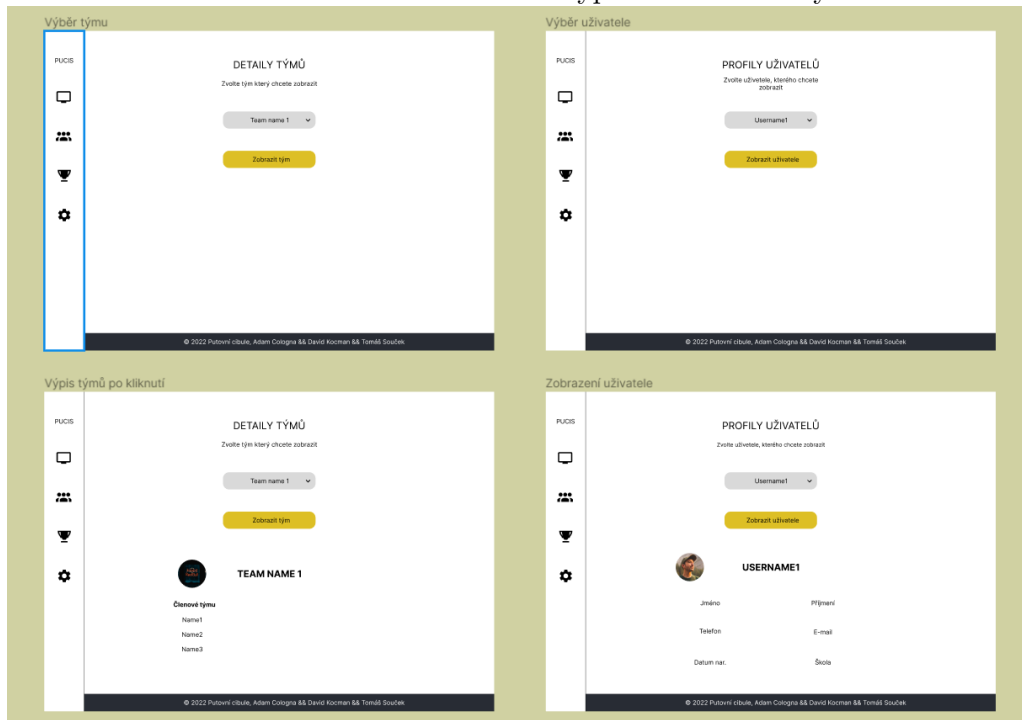 Výběr týmu
PUCIS
DETAILY TÝMŮ
Zvolte tým který chcete zobrazit
Team name 1
Zobrazit tým
© 2022 Putovní cibule, Adam Cologna && David Kocman && Tomáš Souček
Výběr uživatele
PUCIS
PROFILY UŽIVATELŮ
Zvolte uživetele, kterého chcete
zobrazit
Username1
Zobrazit uživatele
© 2022 Putovní cibule, Adam Cologna && David Kocman && Tomáš Souček
Výpis týmů po kliknutí
PUCIS
DETAILY TÝMŮ
Zvolte tým který chcete zobrazit
Team name 1
Zobrazit tým
TEAM NAME 1
Členové týmu
Name1
Name2
Name3
© 2022 Putovní cibule, Adam Cologna && David Kocman && Tomáš Souček
Zobrazení uživatele
PUCIS
PROFILY UŽIVATELŮ
Zvolte uživetele, kterého chcete zobrazit
Username1
Zobrazit uživatele
USERNAME1
Jméno Příjmení
Telefon E-mail
Datum nar. Škola
© 2022 Putovní cibule, Adam Cologna && David Kocman && Tomáš Souček